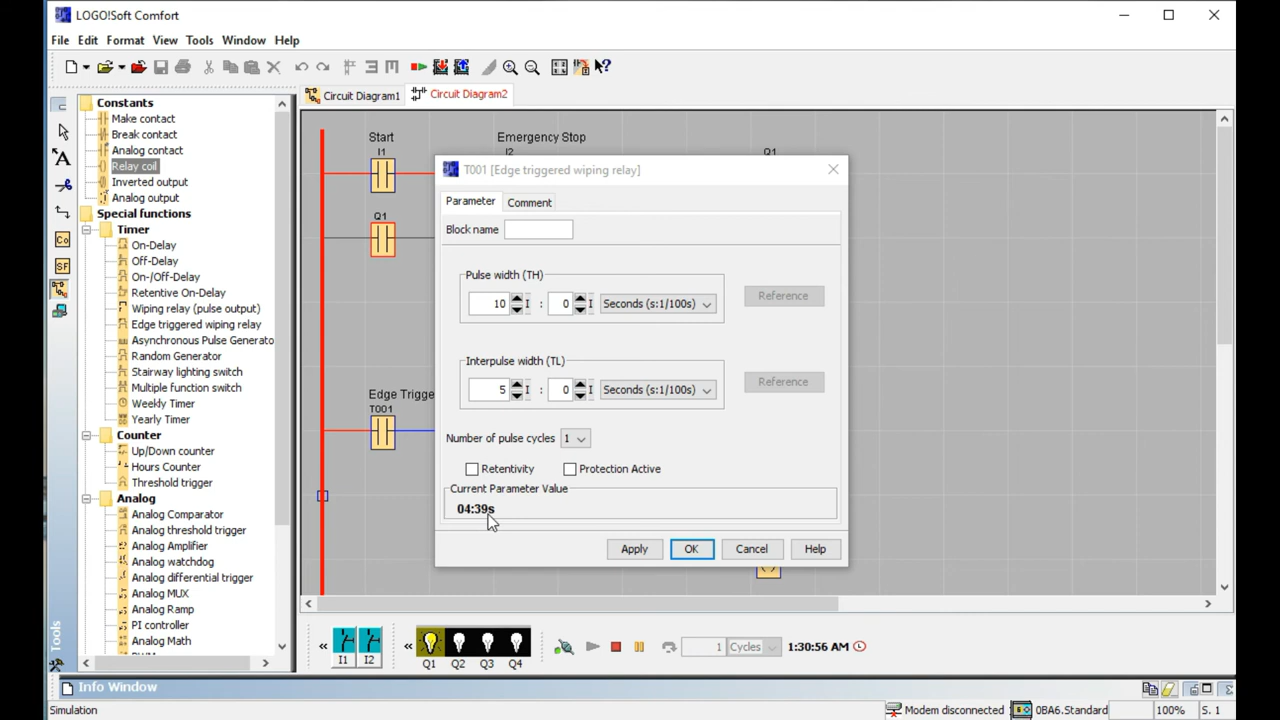 LOGO!Soft Comfort
File Edit Format View Tools Window Help
Circuit Diagram1 Circuit Diagram2
Constants
Make contact
Break contact
Analog contact
Relay coil
Inverted output
Analog output
Special functions
Timer
On-Delay
Off-Delay
On-/Off-Delay
Retentive On-Delay
Wiping relay (pulse output)
Edge triggered wiping relay
Asynchronous Pulse Generato
Random Generator
Stairway lighting switch
Multiple function switch
Weekly Timer
Yearly Timer
Counter
Up/Down counter
Hours Counter
Threshold trigger
Analog
Analog Comparator
Analog threshold trigger
Analog Amplifier
Analog watchdog
Analog differential trigger
Analog MUX
Analog Ramp
PI controller
Analog Math
Co
SF
Tools
Start
I1
Emergency Stop
I2
Q1
Q1
Edge Trigge
T001
T001 [Edge triggered wiping relay]
Parameter Comment
Block name
Pulse width (TH)
10 : 0 Seconds (s:1/100s) Reference
Interpulse width (TL)
5 : 0 Seconds (s:1/100s) Reference
Number of pulse cycles 1
Retentivity Protection Active
Current Parameter Value
04:39s
Apply OK Cancel Help
I1 I2 Q1 Q2 Q3 Q4 1 Cycles 1:30:56 AM
Info Window
Simulation Modem disconnected 0BA6.Standard 100% S. 1